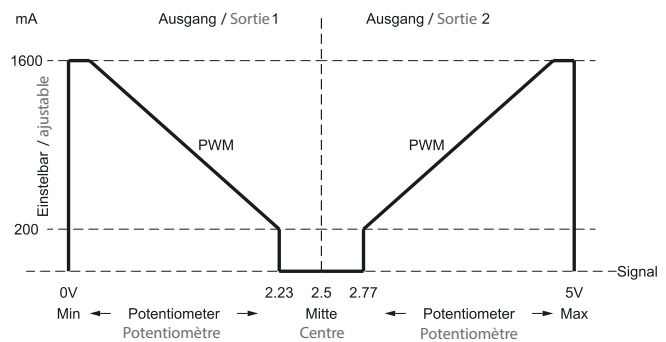 mA
Ausgang / Sortie 1
Ausgang / Sortie 2
1600
Einstelbar / ajustable
PWM
PWM
200
Signal
0V
2.23
2.5
2.77
5V
Min
Potentiometer
Mitte
Potentiometer
Max
Potentiomètre
Centre
Potentiomètre